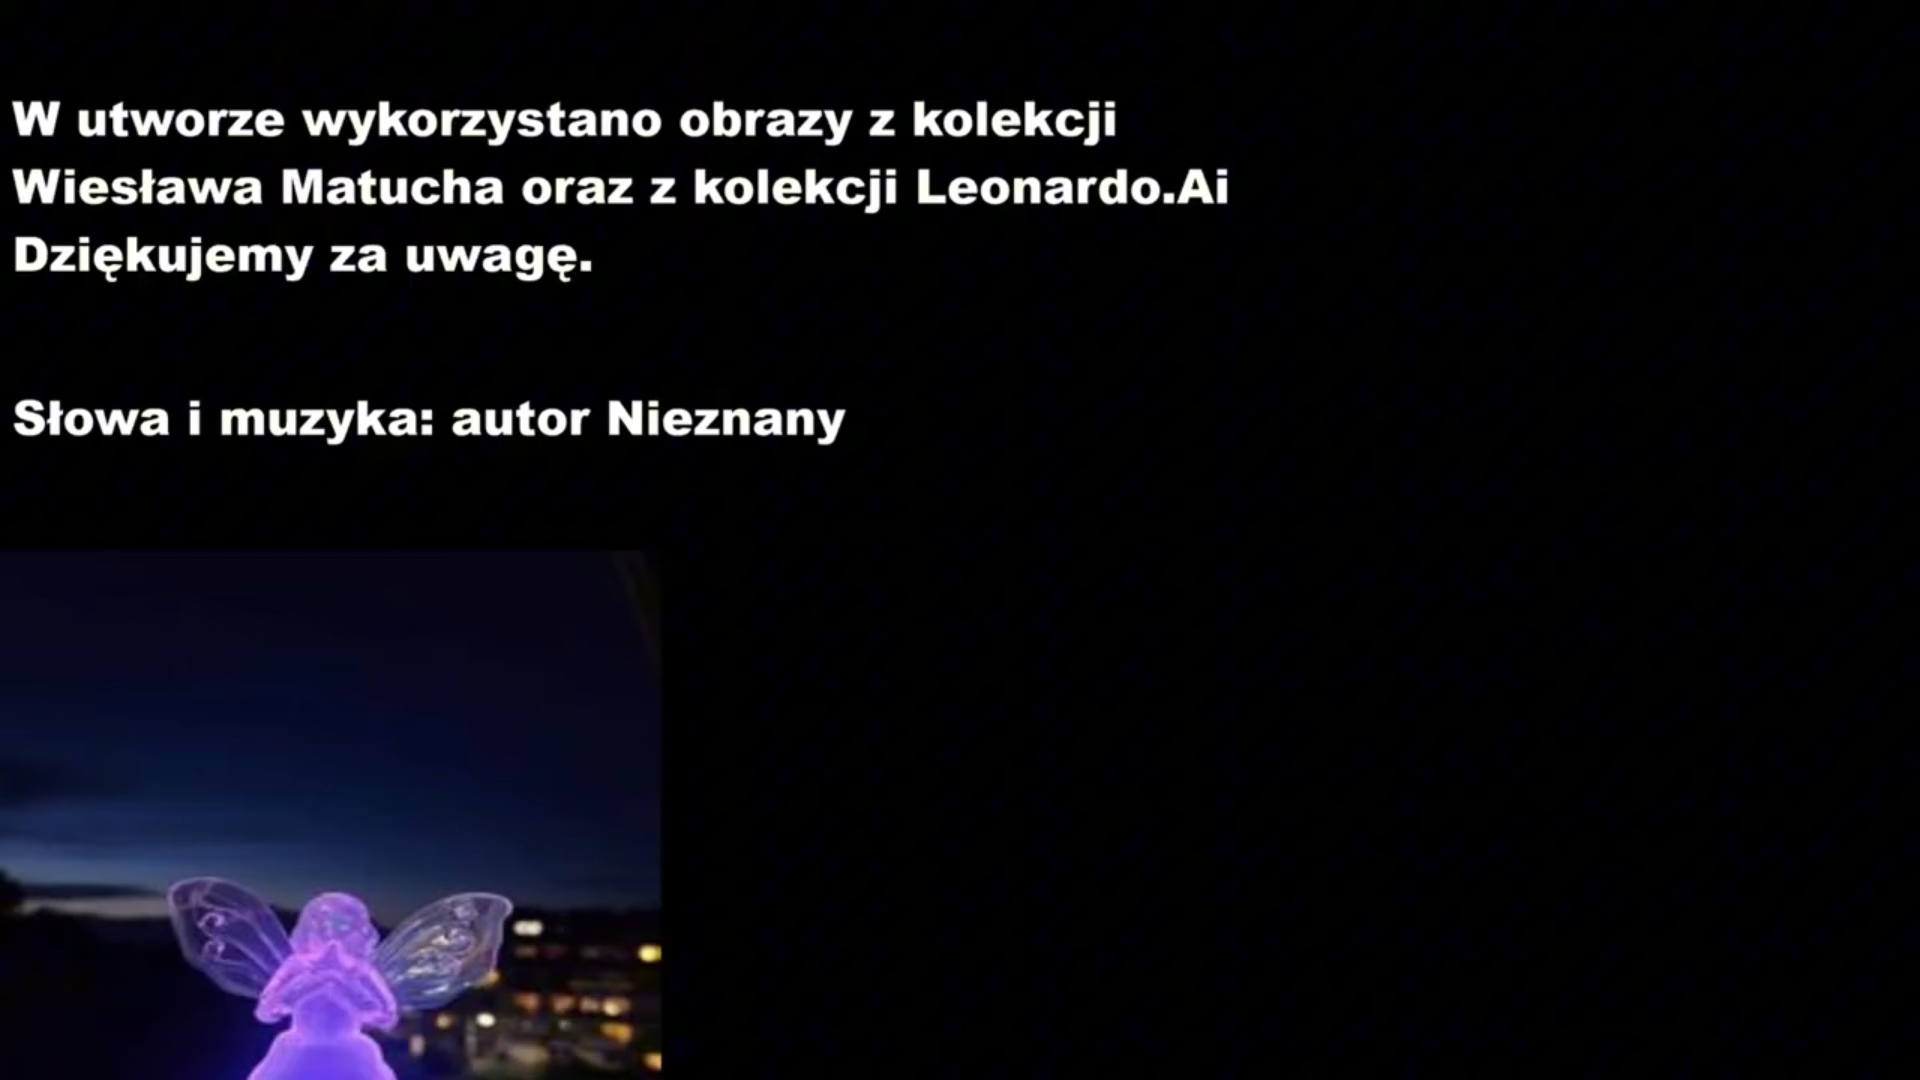 W utworze wykorzystano obrazy z kolekcji
Wiesława Matucha oraz z kolekcji Leonardo.Ai
Dziękujemy za uwagę.
Słowa i muzyka: autor Nieznany